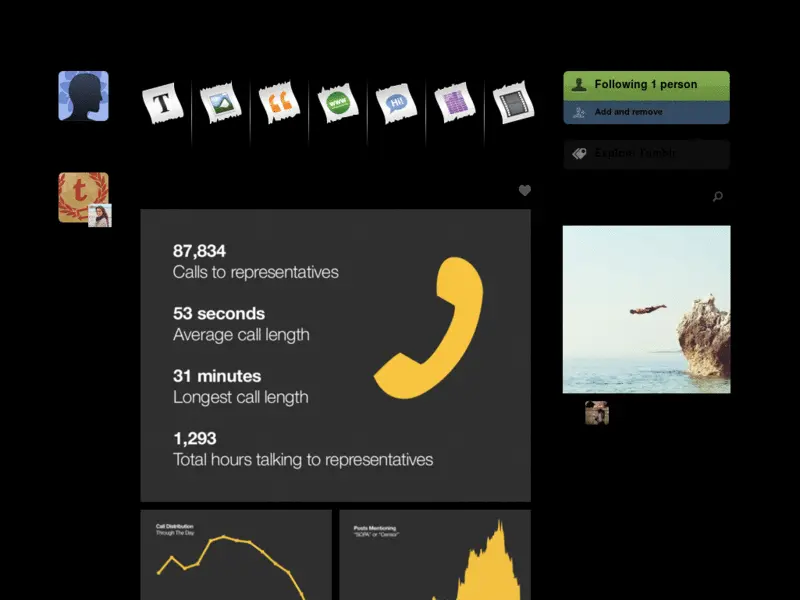 T
www
Hi!
Following 1 person
Add and remove
Explore Tumblr
t
87,834
Calls to representatives
53 seconds
Average call length
31 minutes
Longest call length
1,293
Total hours talking to representatives
Call Distribution
Through The Day
Posts Mentioning
"SOPA" or "Censor"